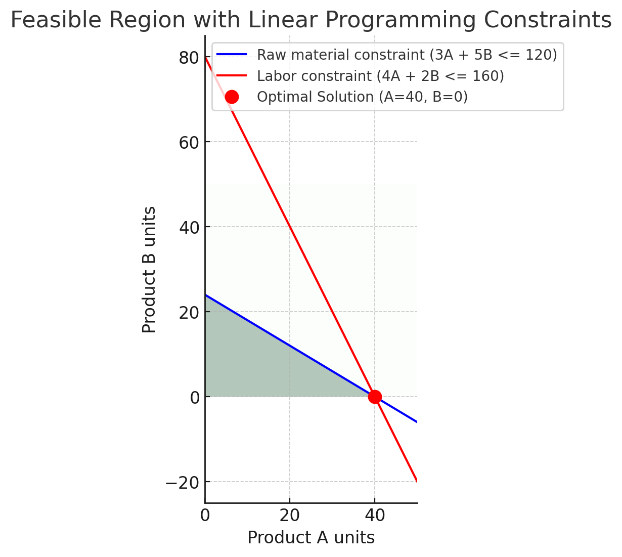 Feasible Region with Linear Programming Constraints
Raw material constraint (3A + 5B <= 120)
Labor constraint (4A + 2B <= 160)
Optimal Solution (A=40, B=0)
80
60
40
20
0
−20
Product B units
0 20 40
Product A units